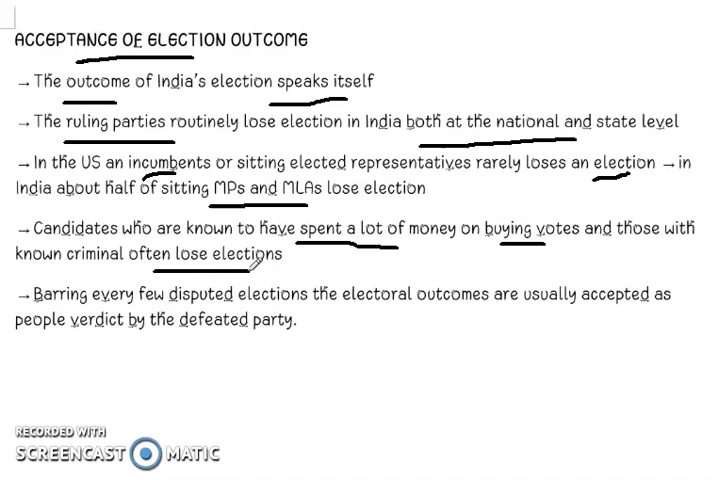 ACCEPTANCE OF ELECTION OUTCOME
→ The outcome of India's election speaks itself
→ The ruling parties routinely lose election in India both at the national and state level
→ In the US an incumbents or sitting elected representatives rarely loses an election → in
India about half of sitting MPs and MLAs lose election
→ Candidates who are known to have spent a lot of money on buying votes and those with
known criminal often lose elections
→ Barring every few disputed elections the electoral outcomes are usually accepted as
people verdict by the defeated party.
RECORDED WITH
SCREENCAST MATIC